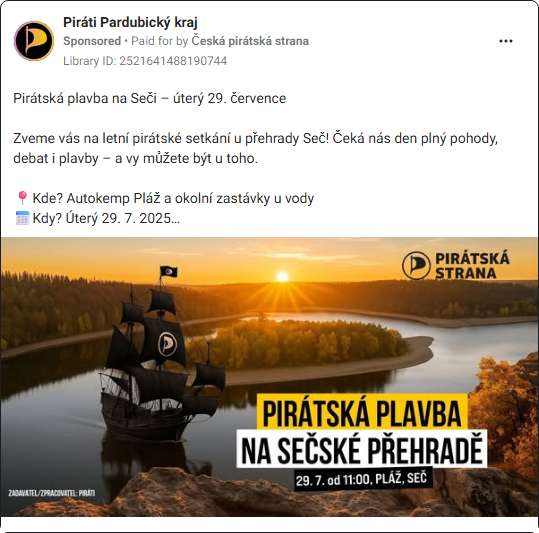 Piráti Pardubický kraj
Sponsored • Paid for by Česká pirátská strana
Library ID: 2521641488190744
Pirátská plavba na Seči – úterý 29. července
Zveme vás na letní pirátské setkání u přehrady Seč! Čeká nás den plný pohody,
debat i plavby – a vy můžete být u toho.
📍 Kde? Autokemp Pláž a okolní zastávky u vody
🗓️ Kdy? Úterý 29. 7. 2025...
PIRÁTSKÁ
STRANA
PIRÁTSKÁ PLAVBA
NA SEČSKÉ PŘEHRADĚ
29. 7. od 11:00, PLÁŽ, SEČ
ZADAVATEL/ZPRACOVATEL: PIRÁTI